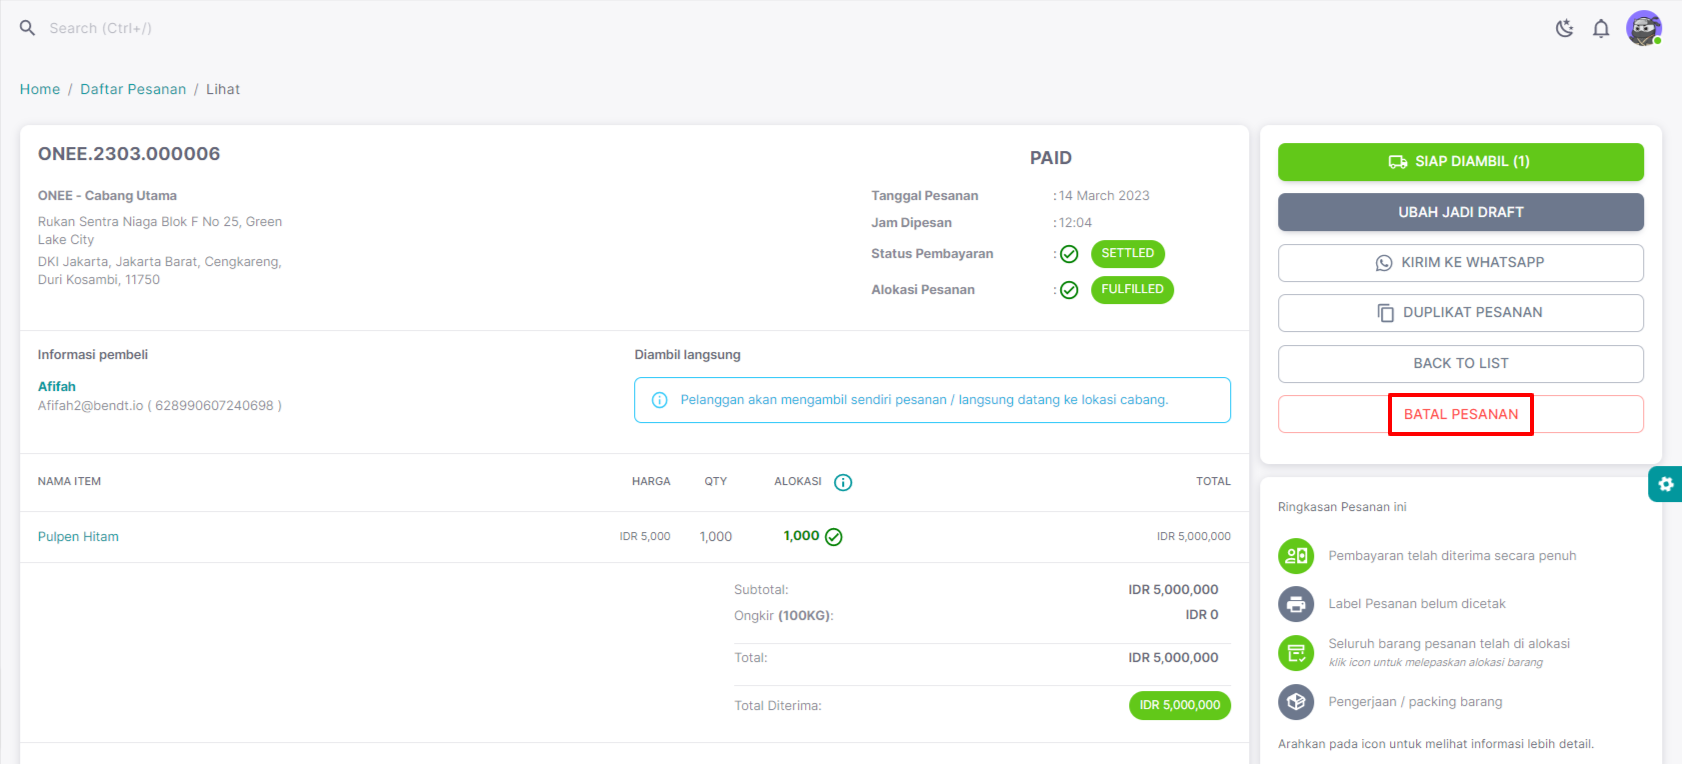 Search (Ctrl+/)
Home / Daftar Pesanan / Lihat
ONEE.2303.000006
PAID
ONEE - Cabang Utama
Rukan Sentra Niaga Blok F No 25, Green
Lake City
DKI Jakarta, Jakarta Barat, Cengkareng,
Duri Kosambi, 11750
Tanggal Pesanan : 14 March 2023
Jam Dipesan : 12:04
Status Pembayaran : SETTLED
Alokasi Pesanan : FULFILLED
Informasi pembeli
Afifah
Afifah2@bendt.io ( 628990607240698 )
Diambil langsung
Pelanggan akan mengambil sendiri pesanan / langsung datang ke lokasi cabang.
NAMA ITEM HARGA QTY ALOKASI TOTAL
Pulpen Hitam IDR 5,000 1,000 1,000 IDR 5,000,000
Subtotal: IDR 5,000,000
Ongkir (100KG): IDR 0
Total: IDR 5,000,000
Total Diterima: IDR 5,000,000
SIAP DIAMBIL (1)
UBAH JADI DRAFT
KIRIM KE WHATSAPP
DUPLIKAT PESANAN
BACK TO LIST
BATAL PESANAN
Ringkasan Pesanan ini
Pembayaran telah diterima secara penuh
Label Pesanan belum dicetak
Seluruh barang pesanan telah di alokasi
klik icon untuk melepaskan alokasi barang
Pengerjaan / packing barang
Arahkan pada icon untuk melihat informasi lebih detail.